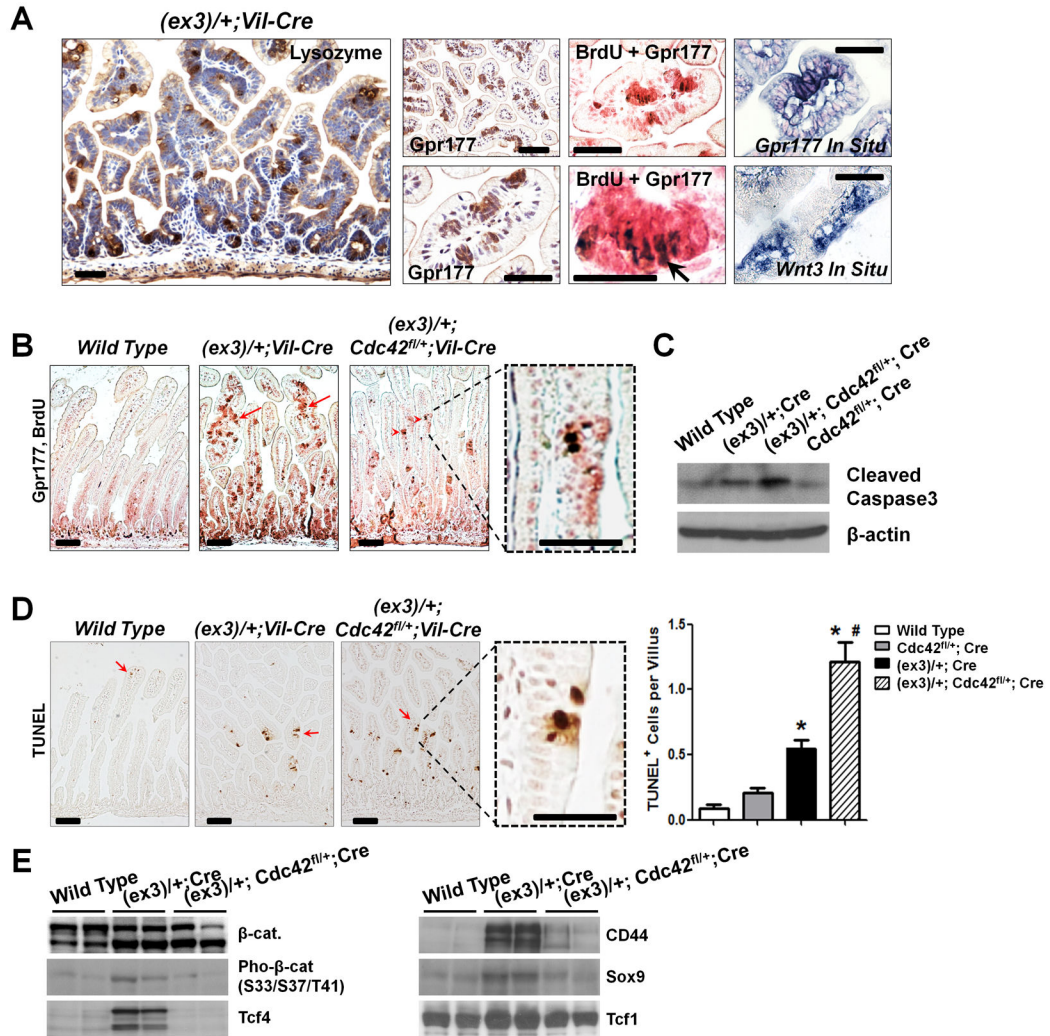 A
(ex3)/+;Vil-Cre
Lysozyme
Gpr177
BrdU + Gpr177
Gpr177 In Situ
Gpr177
BrdU + Gpr177
Wnt3 In Situ
B
Wild Type
(ex3)/+;Vil-Cre
(ex3)/+;
Cdc42fl/+;Vil-Cre
Gpr177, BrdU
C
Wild Type
(ex3)/+;Cre
(ex3)/+; Cdc42fl/+; Cre
Cdc42fl/+; Cre
Cleaved
Caspase3
β-actin
D
Wild Type
(ex3)/+;Vil-Cre
(ex3)/+;
Cdc42fl/+;Vil-Cre
TUNEL
TUNEL+ Cells per Villus
1.5
1.0
0.5
0.0
*
* #
Wild Type
Cdc42fl/+; Cre
(ex3)/+; Cre
(ex3)/+; Cdc42fl/+; Cre
E
Wild Type
(ex3)/+;Cre
(ex3)/+; Cdc42fl/+;Cre
β-cat.
Pho-β-cat
(S33/S37/T41)
Tcf4
Wild Type
(ex3)/+;Cre
(ex3)/+; Cdc42fl/+;Cre
CD44
Sox9
Tcf1